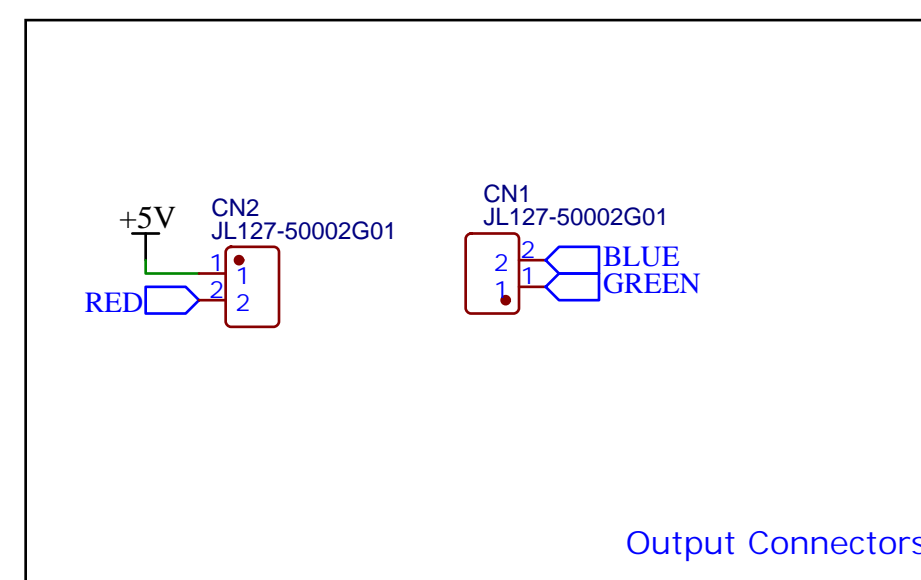 +5V
CN2
JL127-50002G01
1
1
2
2
RED
CN1
JL127-50002G01
2
2
BLUE
1
1
GREEN
Output Connectors